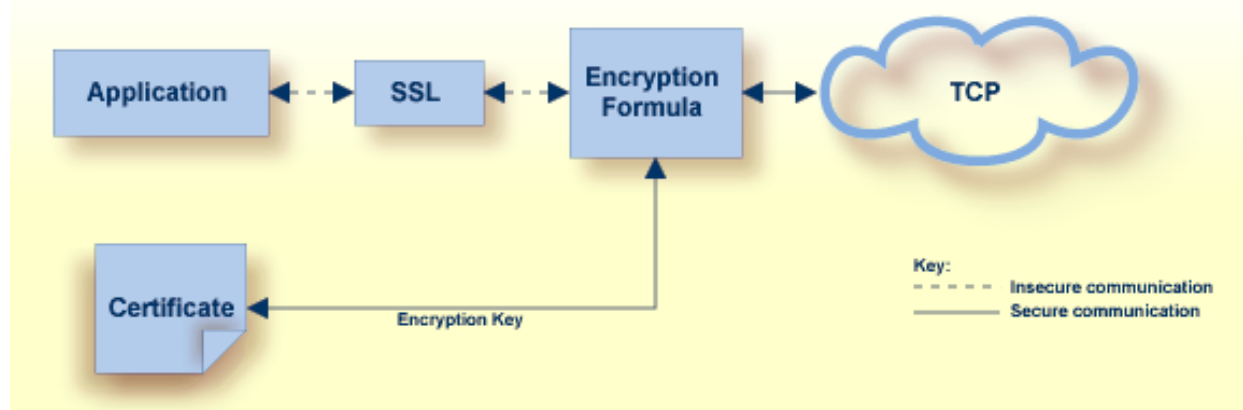 Application
SSL
Encryption
Formula
TCP
Certificate
Encryption Key
Key:
Insecure communication
Secure communication